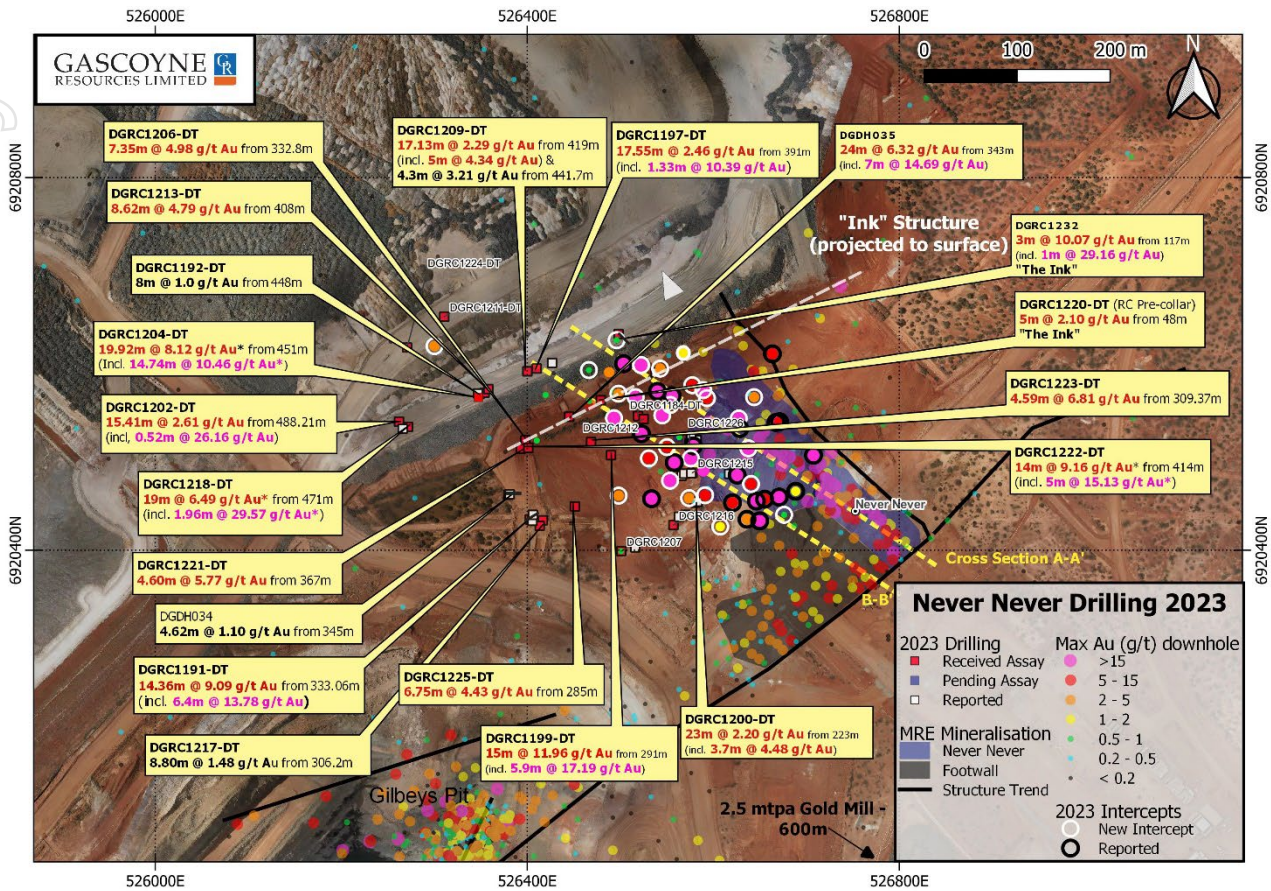 526000E
526400E
526800E
GASCOYNE
RESOURCES LIMITED
GR
0 100 200 m
N
6920800N
6920800N
6920400N
6920400N
DGRC1206-DT
7.35m @ 4.98 g/t Au from 332.8m
DGRC1209-DT
17.13m @ 2.29 g/t Au from 419m
(incl. 5m @ 4.34 g/t Au) &
4.3m @ 3.21 g/t Au from 441.7m
DGRC1197-DT
17.55m @ 2.46 g/t Au from 391m
(incl. 1.33m @ 10.39 g/t Au)
DGDH035
24m @ 6.32 g/t Au from 343m
(incl. 7m @ 14.69 g/t Au)
DGRC1213-DT
8.62m @ 4.79 g/t Au from 408m
"Ink" Structure
(projected to surface)
DGRC1232
3m @ 10.07 g/t Au from 117m
(incl. 1m @ 29.16 g/t Au)
"The Ink"
DGRC1192-DT
8m @ 1.0 g/t Au from 448m
DGRC1224-DT
DGRC1211-DT
DGRC1220-DT (RC Pre-collar)
5m @ 2.10 g/t Au from 48m
"The Ink"
DGRC1204-DT
19.92m @ 8.12 g/t Au* from 451m
(Incl. 14.74m @ 10.46 g/t Au*)
DGRC1223-DT
4.59m @ 6.81 g/t Au from 309.37m
DGRC1202-DT
15.41m @ 2.61 g/t Au from 488.21m
(incl, 0.52m @ 26.16 g/t Au)
DGRC1184-DT
DGRC1212
DGRC1226
DGRC1222-DT
14m @ 9.16 g/t Au* from 414m
(incl. 5m @ 15.13 g/t Au*)
DGRC1218-DT
19m @ 6.49 g/t Au* from 471m
(incl. 1.96m @ 29.57 g/t Au*)
DGRC1215
Never Never
DGRC1216
DGRC1207
DGRC1221-DT
4.60m @ 5.77 g/t Au from 367m
Cross Section A-A'
B-B'
DGDH034
4.62m @ 1.10 g/t Au from 345m
DGRC1191-DT
14.36m @ 9.09 g/t Au from 333.06m
(incl. 6.4m @ 13.78 g/t Au)
DGRC1225-DT
6.75m @ 4.43 g/t Au from 285m
DGRC1217-DT
8.80m @ 1.48 g/t Au from 306.2m
DGRC1199-DT
15m @ 11.96 g/t Au from 291m
(incl. 5.9m @ 17.19 g/t Au)
DGRC1200-DT
23m @ 2.20 g/t Au from 223m
(incl. 3.7m @ 4.48 g/t Au)
Gilbeys Pit
2.5 mtpa Gold Mill -
600m
Never Never Drilling 2023
2023 Drilling
Received Assay
Pending Assay
Reported
MRE Mineralisation
Never Never
Footwall
Structure Trend
Max Au (g/t) downhole
>15
5 - 15
2 - 5
1 - 2
0.5 - 1
0.2 - 0.5
< 0.2
2023 Intercepts
New Intercept
Reported
526000E
526400E
526800E